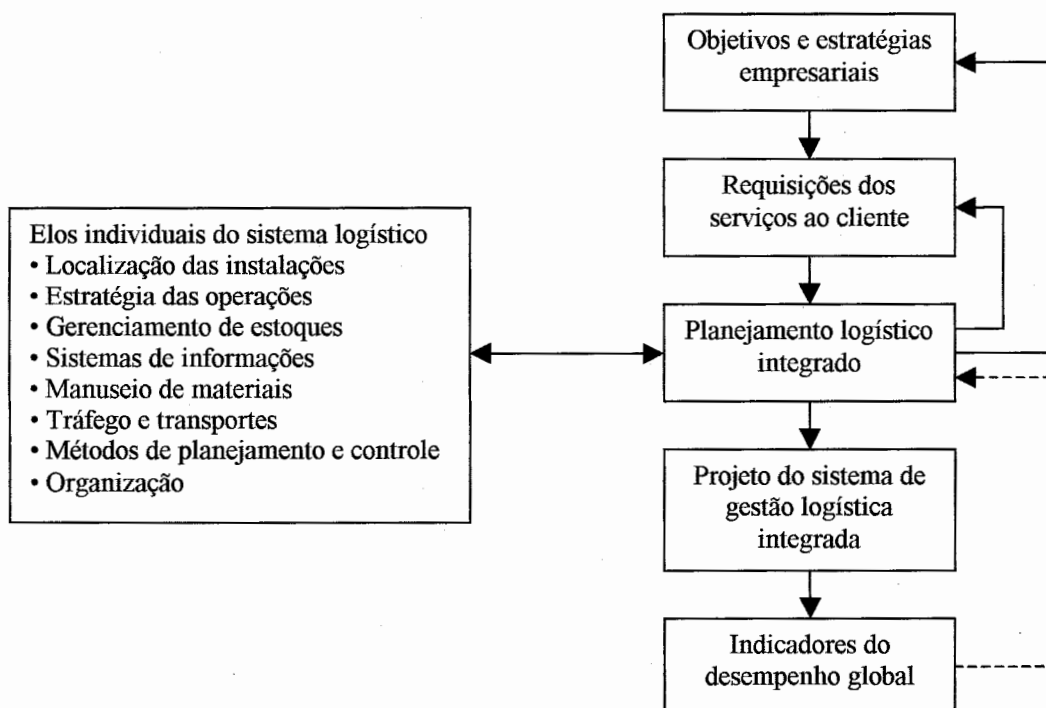 Objetivos e estratégias
empresariais
Requisições dos
serviços ao cliente
Elos individuais do sistema logístico
• Localização das instalações
• Estratégia das operações
• Gerenciamento de estoques
• Sistemas de informações
• Manuseio de materiais
• Tráfego e transportes
• Métodos de planejamento e controle
• Organização
Planejamento logístico
integrado
Projeto do sistema de
gestão logística
integrada
Indicadores do
desempenho global